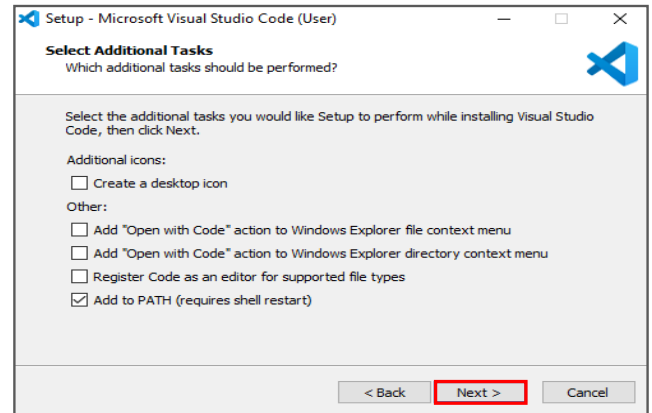 Setup - Microsoft Visual Studio Code (User)
Select Additional Tasks
Which additional tasks should be performed?
Select the additional tasks you would like Setup to perform while installing Visual Studio
Code, then click Next.
Additional icons:
Create a desktop icon
Other:
Add "Open with Code" action to Windows Explorer file context menu
Add "Open with Code" action to Windows Explorer directory context menu
Register Code as an editor for supported file types
Add to PATH (requires shell restart)
< Back Next > Cancel